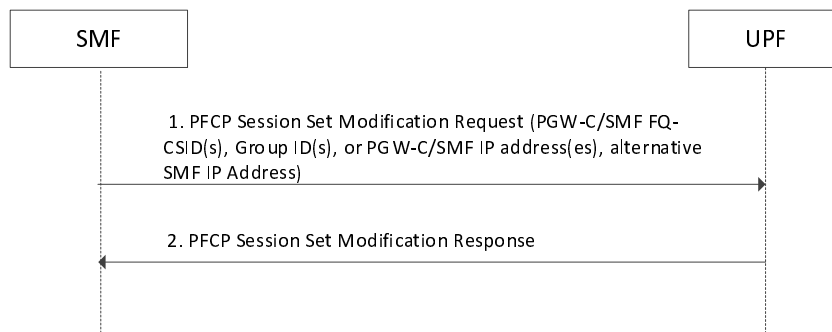 SMF
UPF
1. PFCP Session Set Modification Request (PGW-C/SMF FQ-
CSID(s), Group ID(s), or PGW-C/SMF IP address(es), alternative
SMF IP Address)
2. PFCP Session Set Modification Response